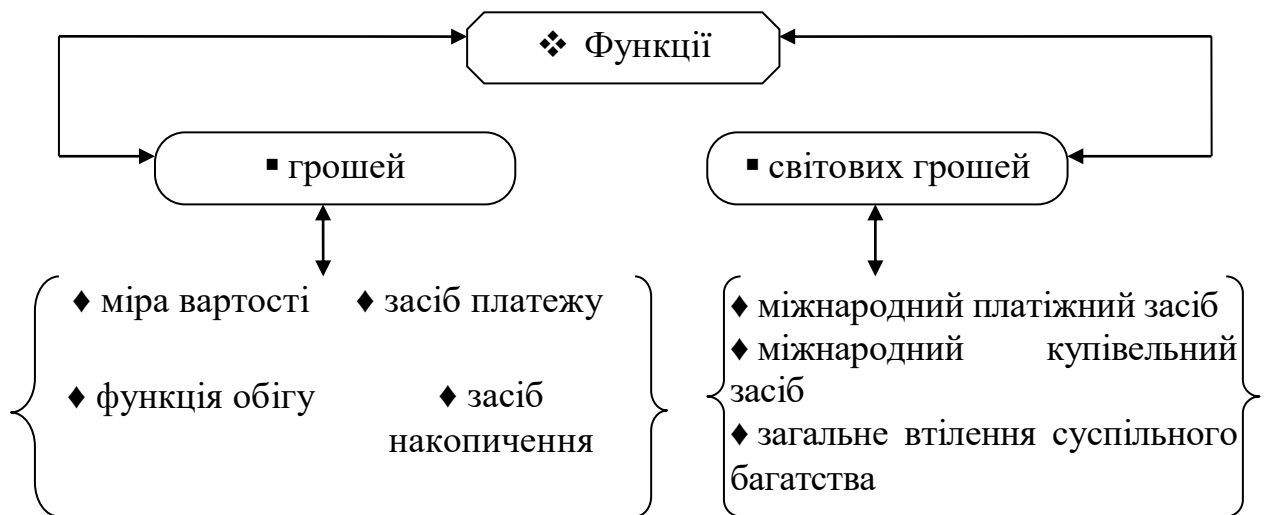 ❖ Функції
▪ грошей
▪ світових грошей
♦ міра вартості
♦ засіб платежу
♦ функція обігу
♦ засіб
накопичення
♦ міжнародний платіжний засіб
♦ міжнародний купівельний
засіб
♦ загальне втілення суспільного
багатства